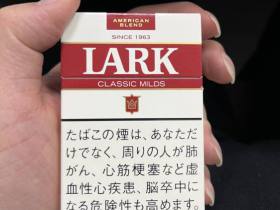 AMERICAN
BLEND
SINCE 1963
LARK
CLASSIC MILDS
たばこの煙は、あなただ
けでなく、周りの人が肺
がん、心筋梗塞など虚
血性心疾患、脳卒中に
なる危険性も高めます。